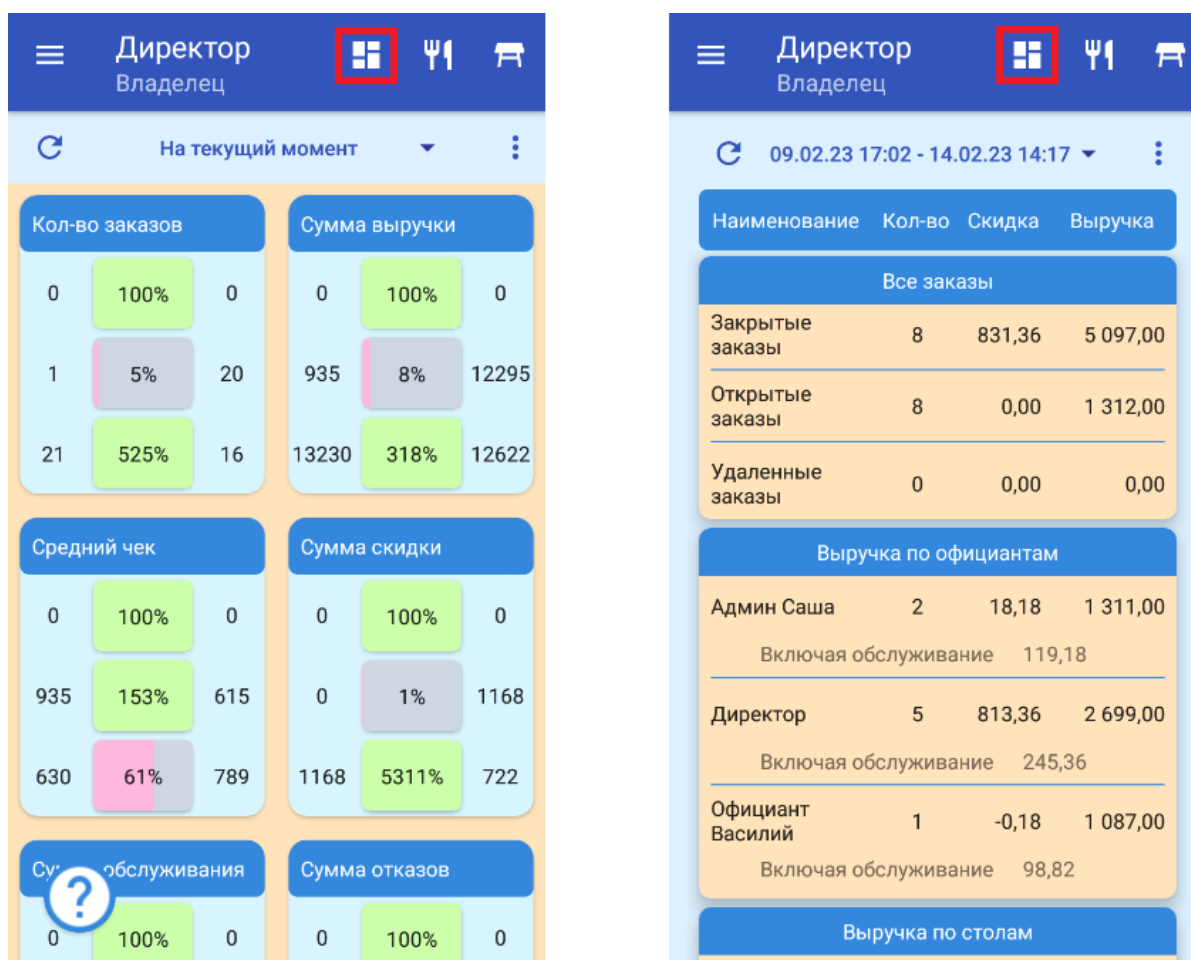 Директор
Владелец
На текущий момент
Кол-во заказов
0 100% 0
1 5% 20
21 525% 16
Сумма выручки
0 100% 0
935 8% 12295
13230 318% 12622
Средний чек
0 100% 0
935 153% 615
630 61% 789
Сумма скидки
0 100% 0
0 1% 1168
1168 5311% 722
обслуживания
0 100% 0
Сумма отказов
0 100% 0
?
Директор
Владелец
09.02.23 17:02 - 14.02.23 14:17
Наименование Кол-во Скидка Выручка
Все заказы
Закрытые
заказы 8 831,36 5 097,00
Открытые
заказы 8 0,00 1 312,00
Удаленные
заказы 0 0,00 0,00
Выручка по официантам
Админ Саша 2 18,18 1 311,00
Включая обслуживание 119,18
Директор 5 813,36 2 699,00
Включая обслуживание 245,36
Официант
Василий 1 -0,18 1 087,00
Включая обслуживание 98,82
Выручка по столам